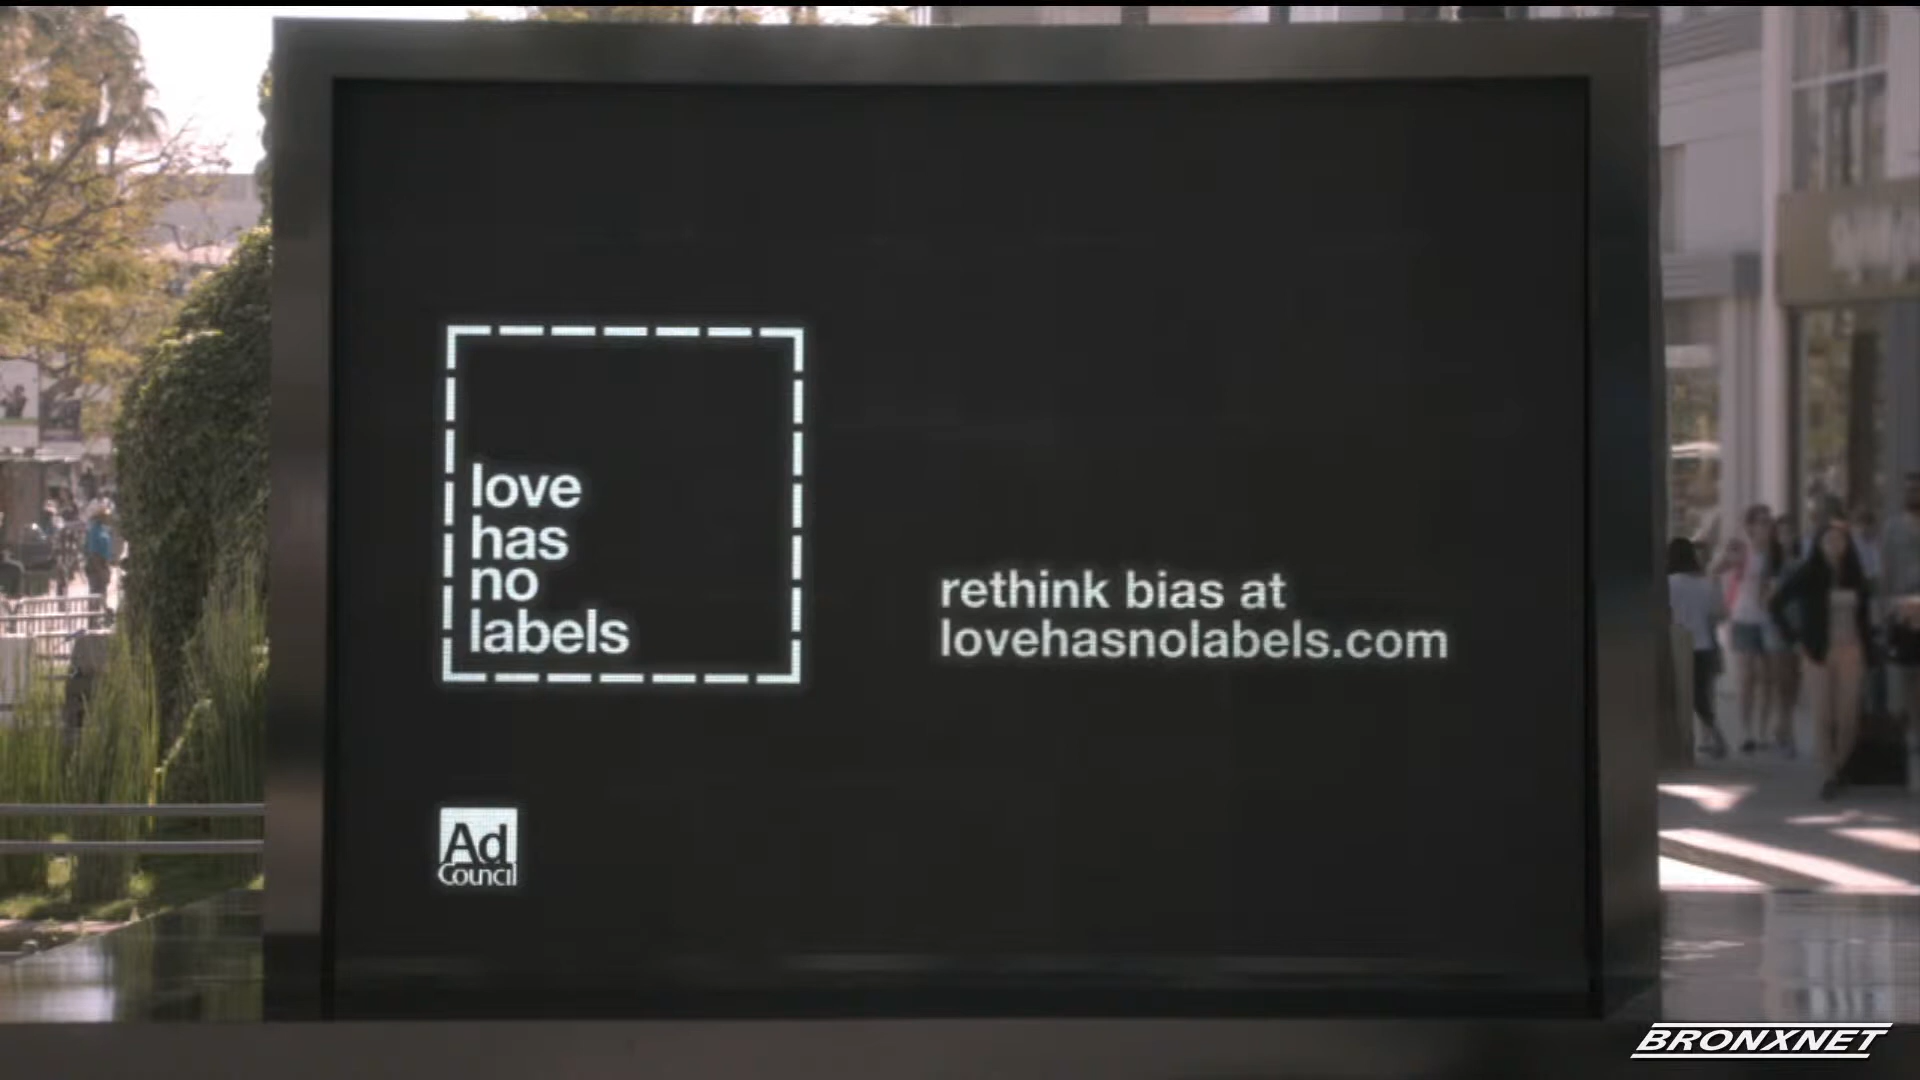 love
has
no
labels
rethink bias at
lovehasnolabels.com
Ad
Council
BRONXNET